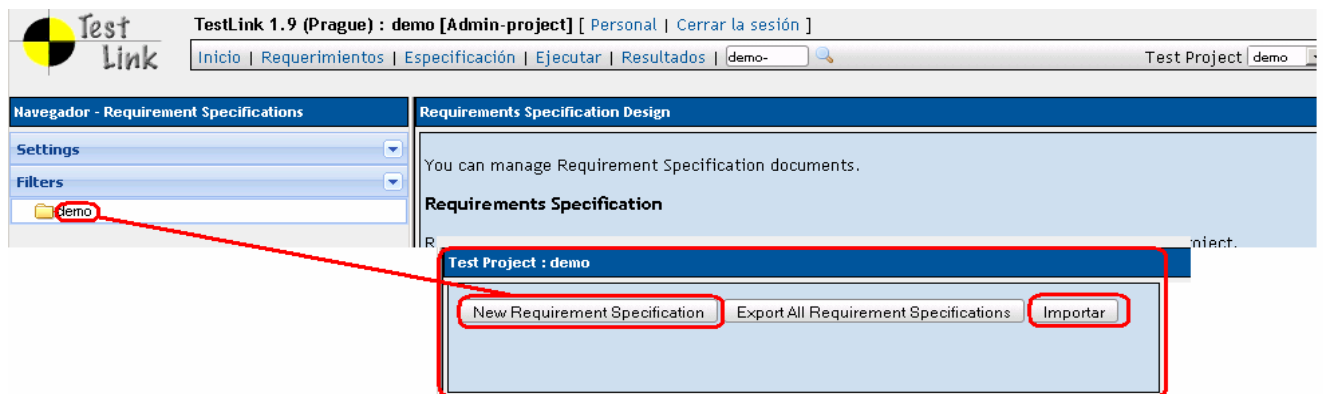 Test Link
TestLink 1.9 (Prague) : demo [Admin-project] [ Personal | Cerrar la sesión ]
Inicio | Requerimientos | Especificación | Ejecutar | Resultados | demo-
Test Project demo
Navegador - Requirement Specifications
Settings
Filters
demo
Requirements Specification Design
You can manage Requirement Specification documents.
Requirements Specification
Test Project : demo
New Requirement Specification Export All Requirement Specifications Importar